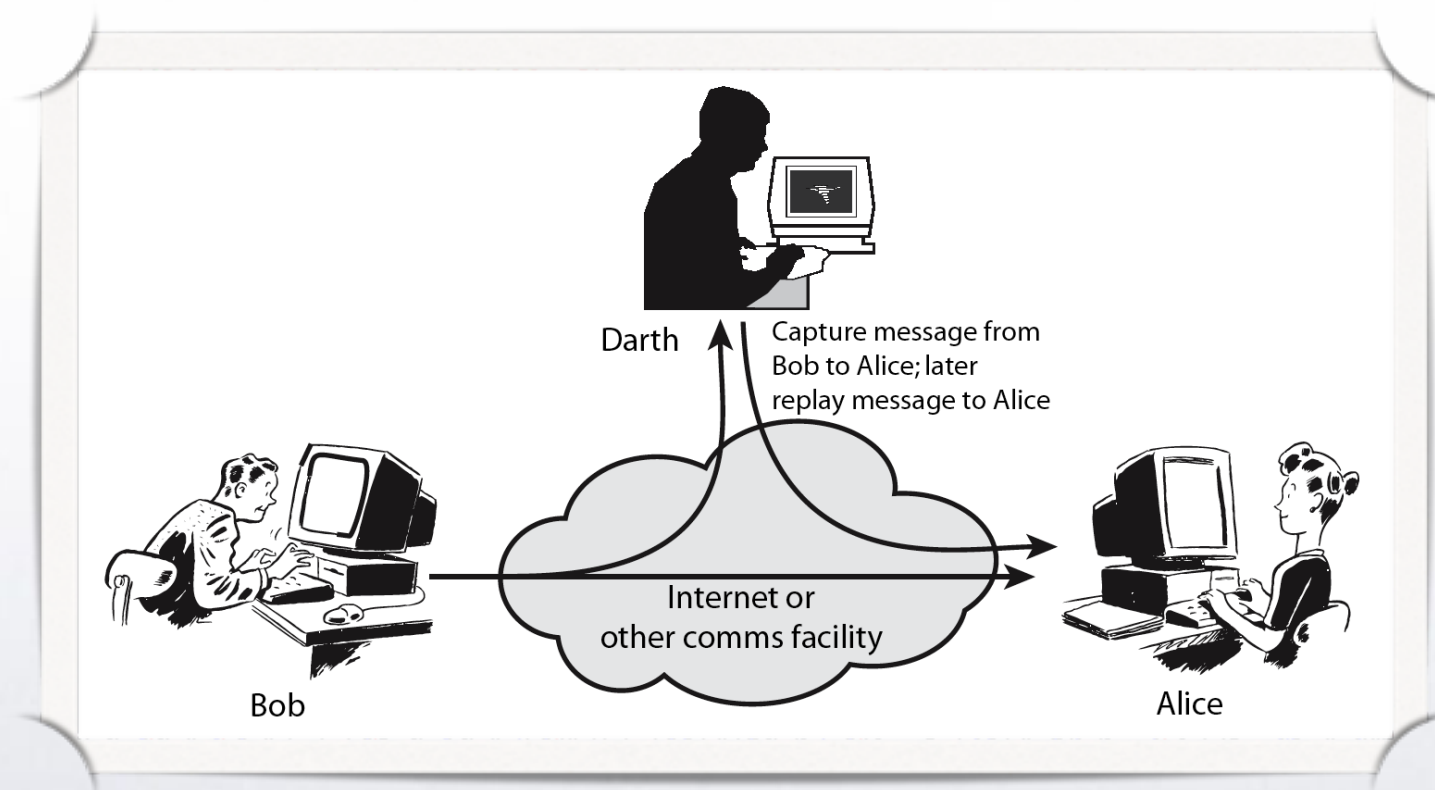 Darth
Capture message from
Bob to Alice; later
replay message to Alice
Internet or
other comms facility
Bob
Alice